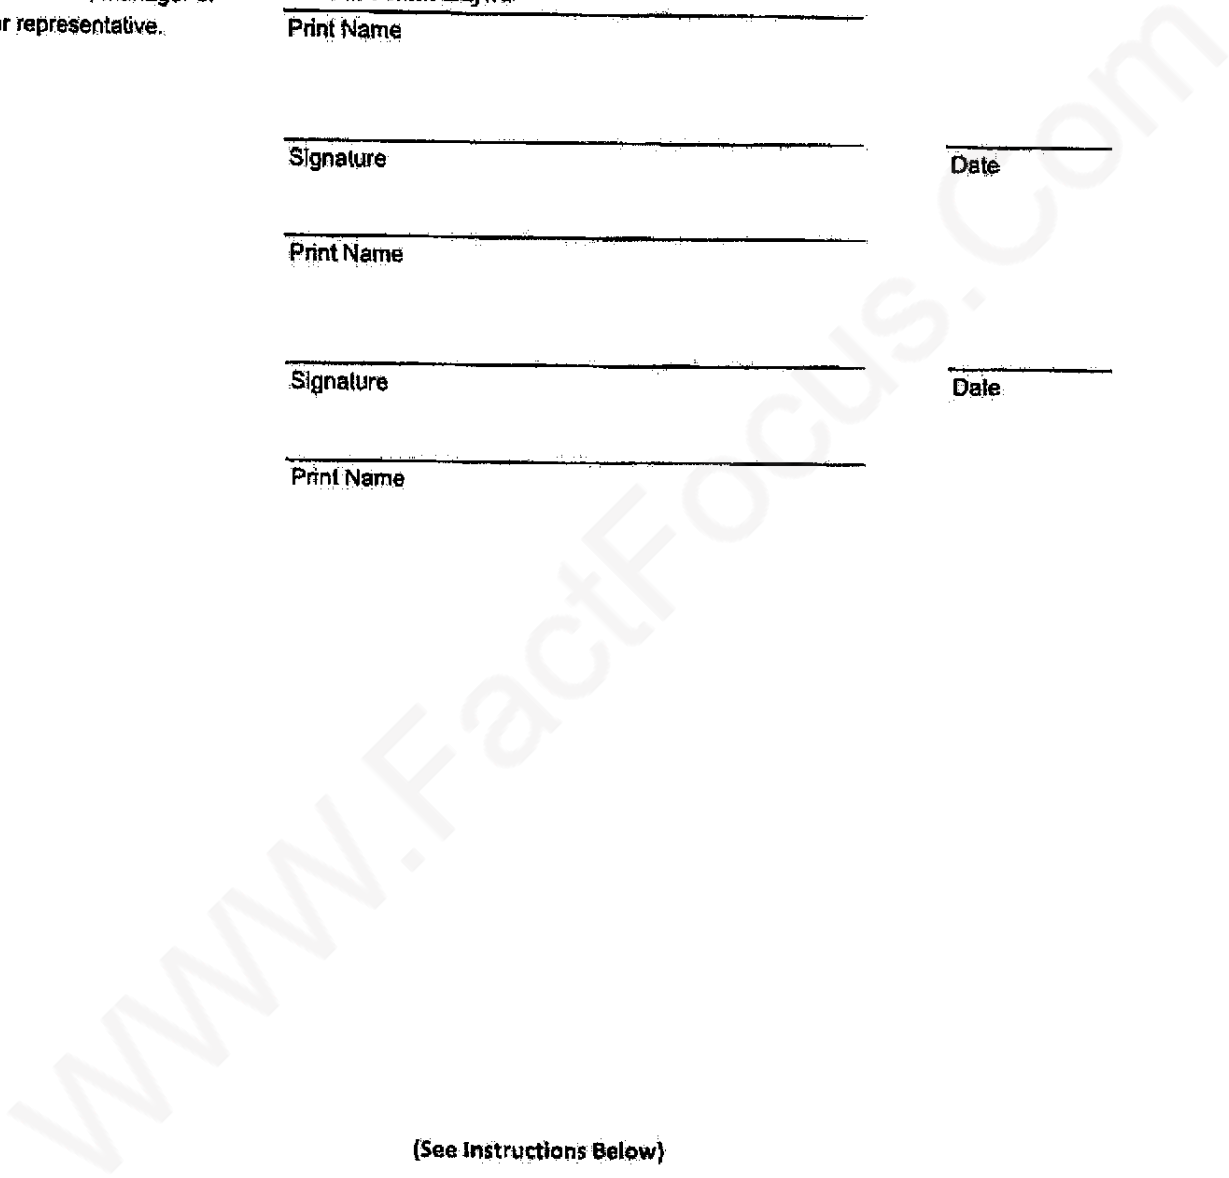 r representative.
Print Name
Signature
Date
Print Name
Signature
Date
Print Name
(See Instructions Below)
WWW.FactFocus.Com